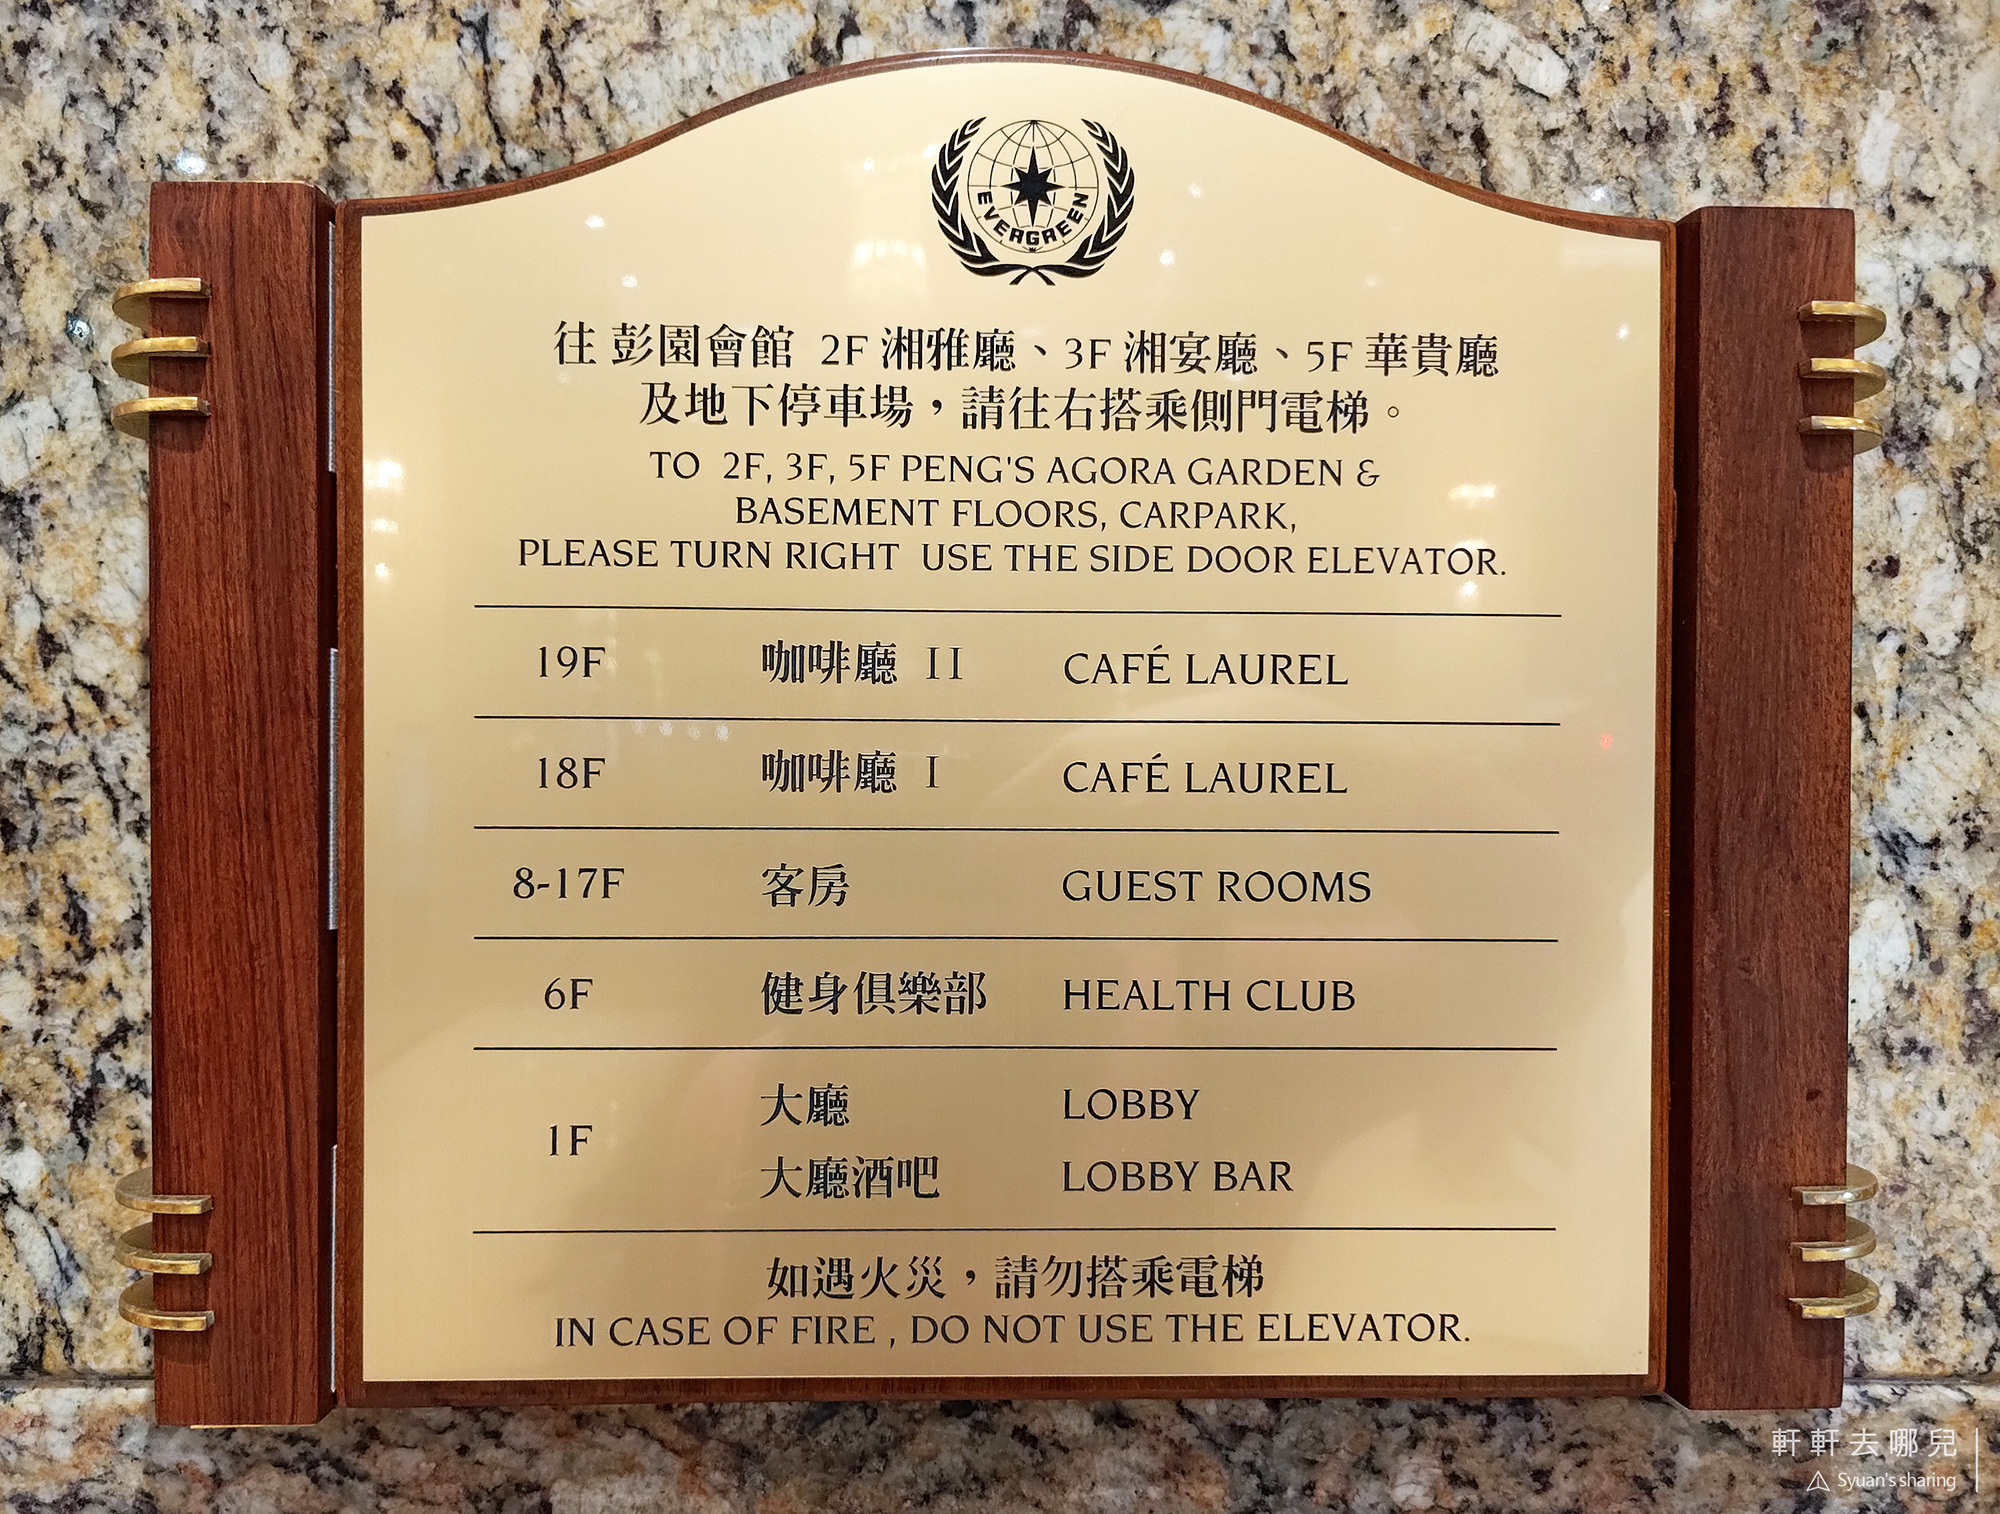 EVERGREEN
往 彭園會館 2F 湘雅廳、3F 湘宴廳、5F 華貴廳
及地下停車場，請往右搭乘側門電梯。
TO 2F, 3F, 5F PENG'S AGORA GARDEN &
BASEMENT FLOORS, CARPARK,
PLEASE TURN RIGHT USE THE SIDE DOOR ELEVATOR.
19F 咖啡廳 II CAFÉ LAUREL
18F 咖啡廳 I CAFÉ LAUREL
8-17F 客房 GUEST ROOMS
6F 健身俱樂部 HEALTH CLUB
1F 大廳 LOBBY
大廳酒吧 LOBBY BAR
如遇火災，請勿搭乘電梯
IN CASE OF FIRE , DO NOT USE THE ELEVATOR.
軒軒去哪兒
Syuan's sharing